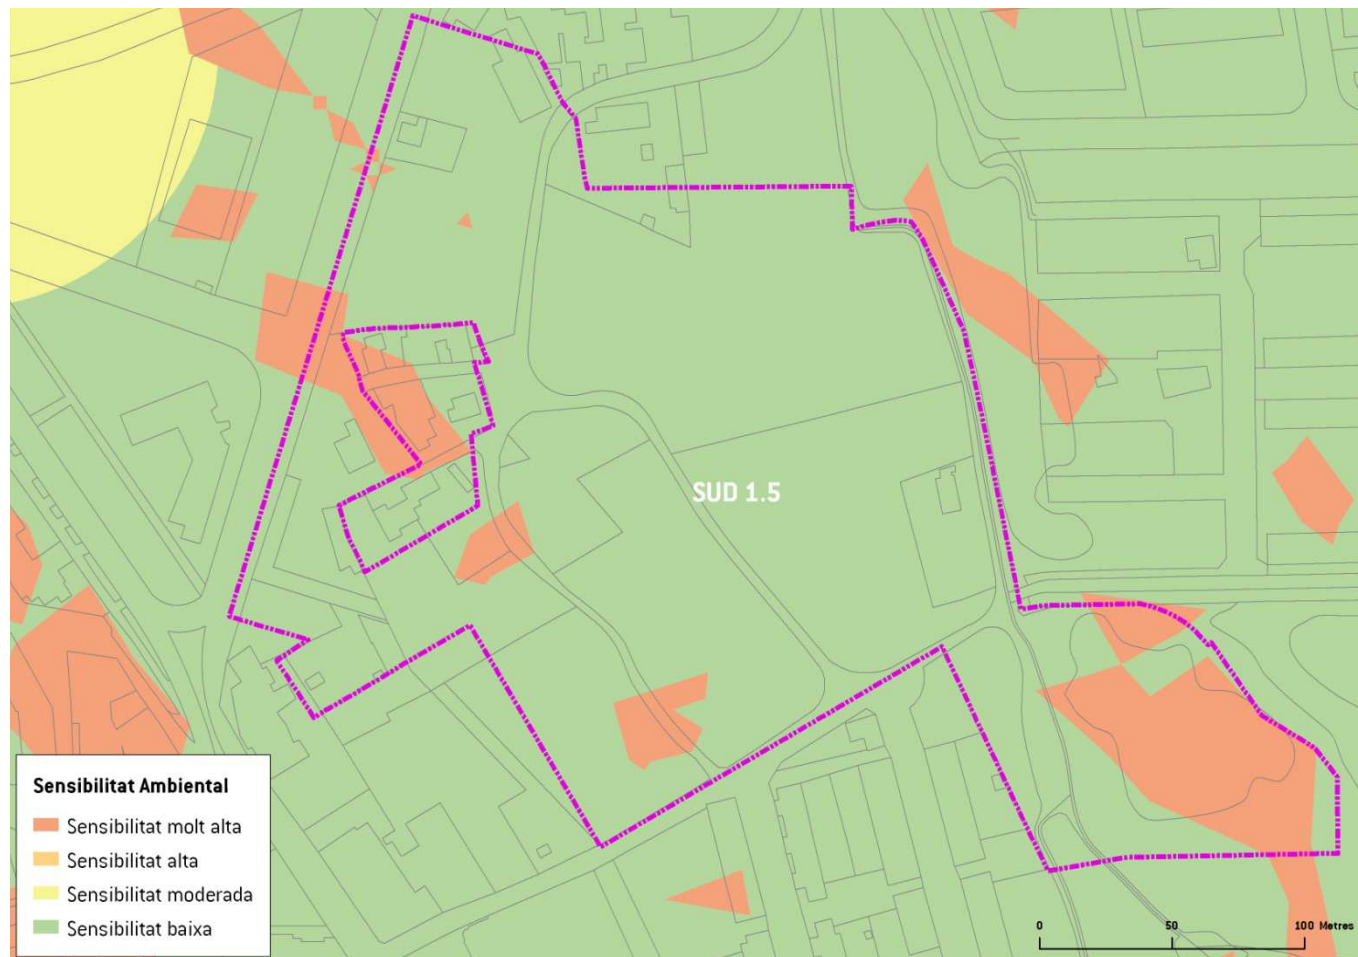 SUD 1.5
Sensibilitat Ambiental
Sensibilitat molt alta
Sensibilitat alta
Sensibilitat moderada
Sensibilitat baixa
0 50 100 Metres